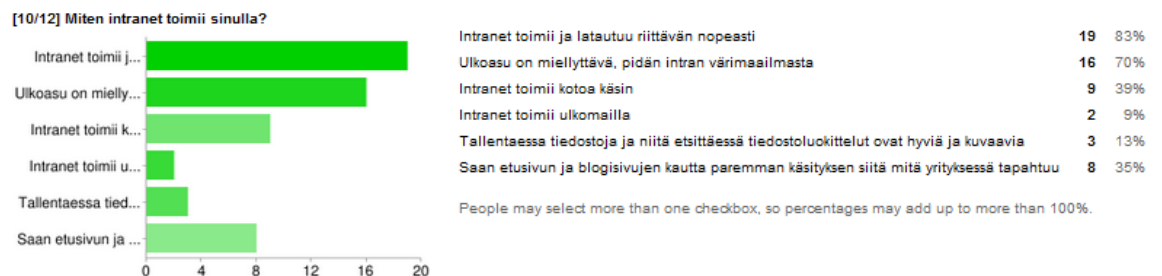 [10/12] Miten intranet toimii sinulla?
Intranet toimii j...
Ulkoasu on mielly...
Intranet toimii k...
Intranet toimii u...
Tallentaessa tied...
Saan etusivun ja ...
0 4 8 12 16 20
Intranet toimii ja latautuu riittävän nopeasti 19 83%
Ulkoasu on miellyttävä, pidän intran värimaailmasta 16 70%
Intranet toimii kotoa käsin 9 39%
Intranet toimii ulkomailla 2 9%
Tallentaessa tiedostoja ja niitä etsittäessä tiedostoluokittelut ovat hyviä ja kuvaavia 3 13%
Saan etusivun ja blogisivujen kautta paremman käsityksen siitä mitä yrityksessä tapahtuu 8 35%
People may select more than one checkbox, so percentages may add up to more than 100%.